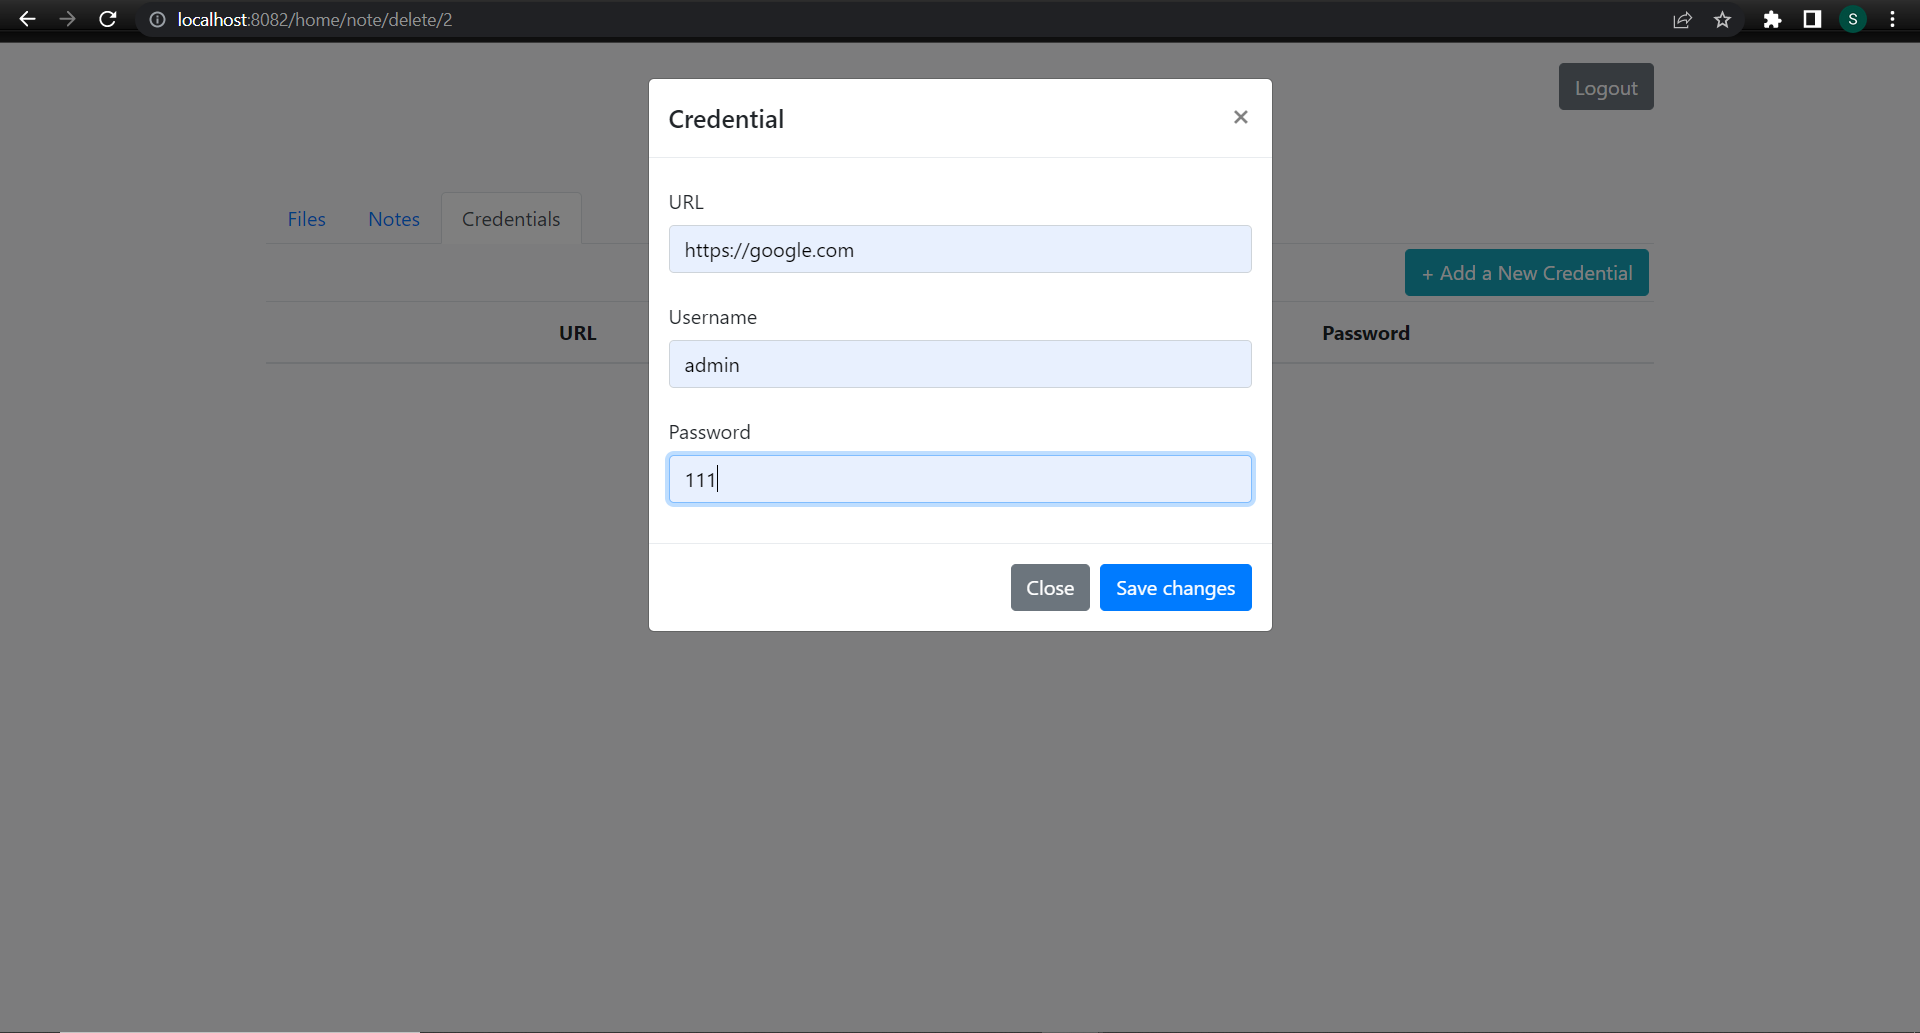 localhost:8082/home/note/delete/2
S
Logout
Credential
×
Files Notes Credentials
URL
https://google.com
+ Add a New Credential
Username
URL Password
admin
Password
111
Close Save changes